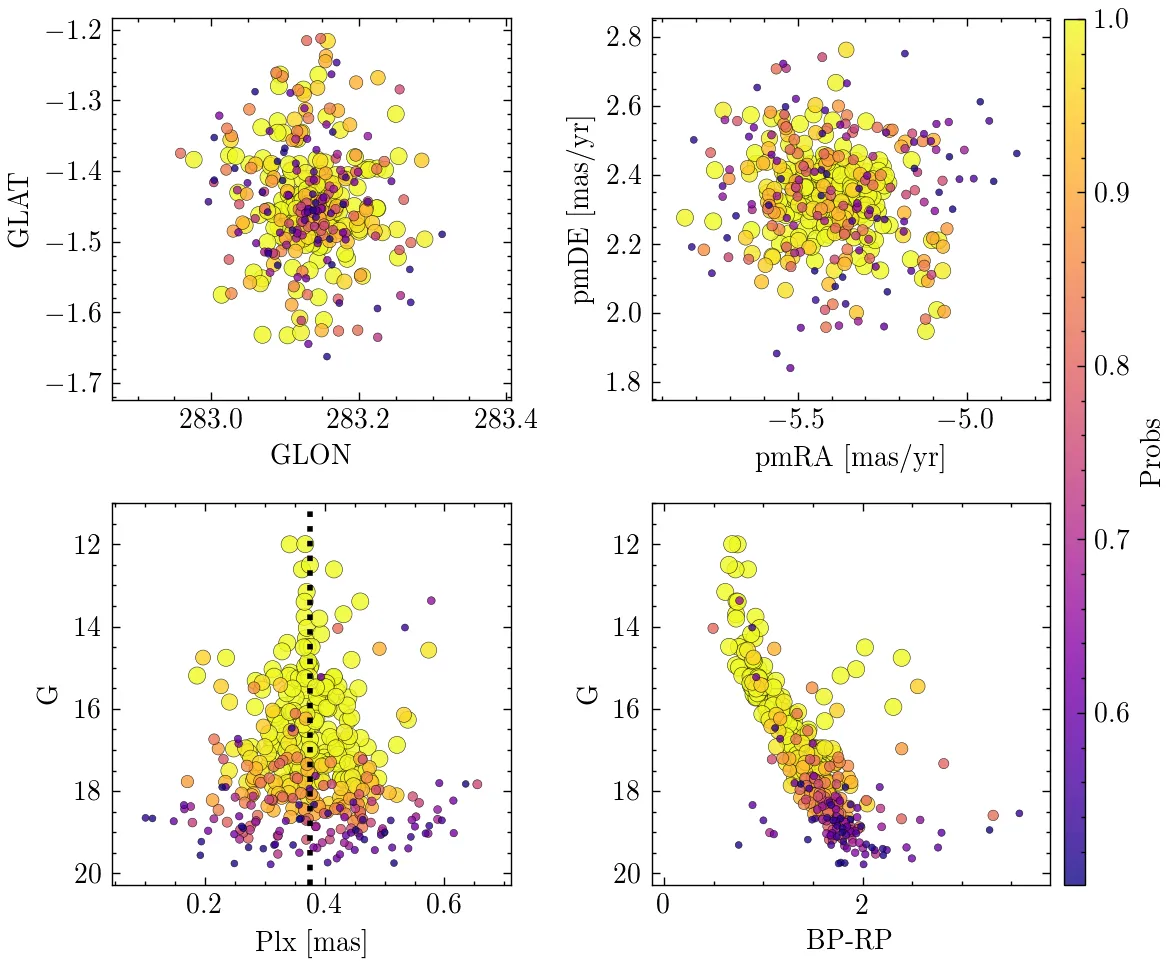 −1.2
−1.3
−1.4
−1.5
−1.6
−1.7
GLAT
283.0 283.2 283.4
GLON
2.8
2.6
2.4
2.2
2.0
1.8
pmDE [mas/yr]
−5.5 −5.0
pmRA [mas/yr]
12
14
16
18
20
G
0.2 0.4 0.6
Plx [mas]
12
14
16
18
20
G
0 2
BP-RP
1.0
0.9
0.8
0.7
0.6
Probs